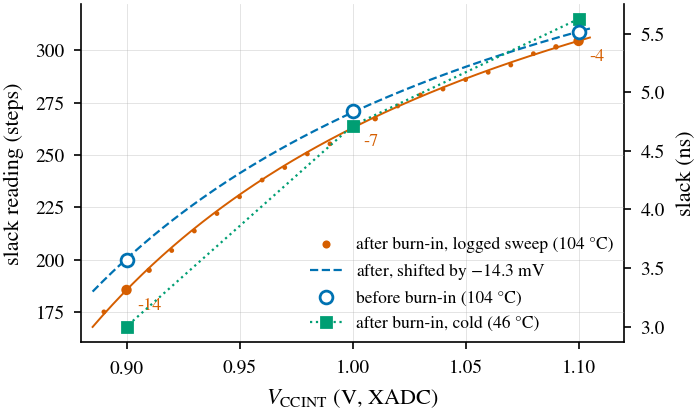 300
275
250
225
200
175
slack reading (steps)
5.5
5.0
4.5
4.0
3.5
3.0
slack (ns)
-4
-7
-14
after burn-in, logged sweep (104 °C)
after, shifted by −14.3 mV
before burn-in (104 °C)
after burn-in, cold (46 °C)
0.90 0.95 1.00 1.05 1.10
VCCINT (V, XADC)